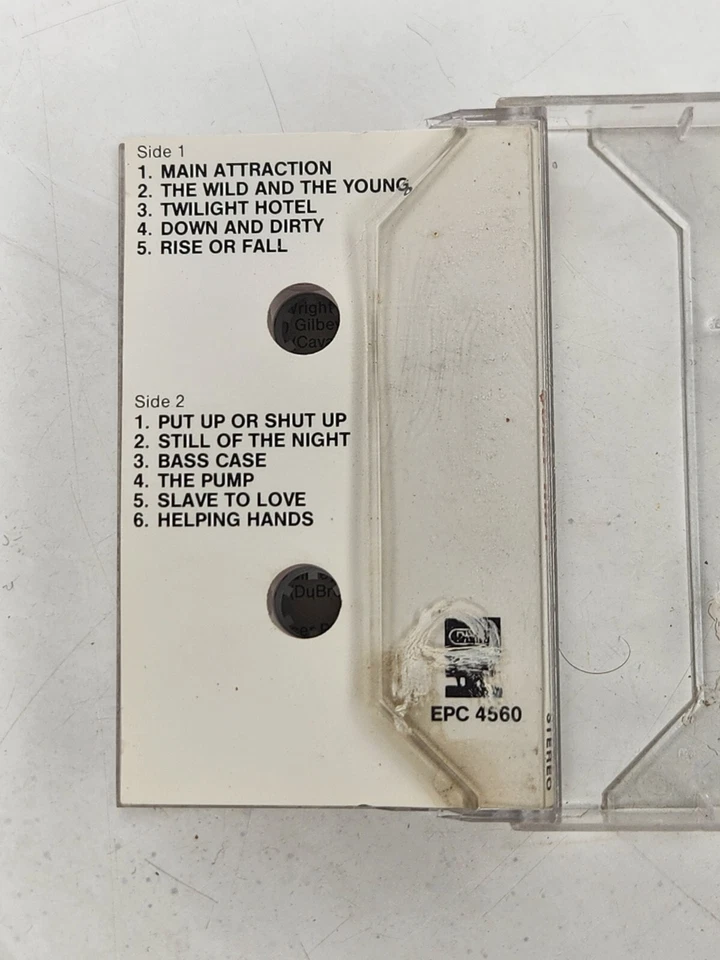 Side 1
1. MAIN ATTRACTION
2. THE WILD AND THE YOUNG
3. TWILIGHT HOTEL
4. DOWN AND DIRTY
5. RISE OR FALL
Side 2
1. PUT UP OR SHUT UP
2. STILL OF THE NIGHT
3. BASS CASE
4. THE PUMP
5. SLAVE TO LOVE
6. HELPING HANDS
EPC 4560
STEREO